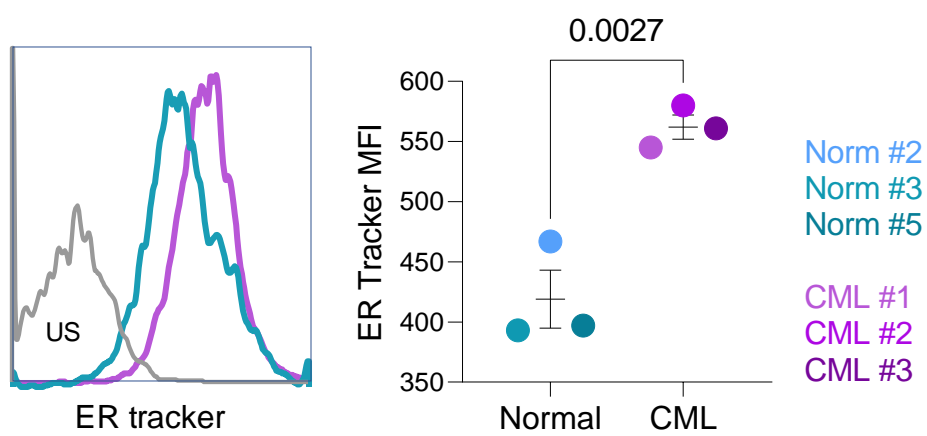 US
ER tracker
0.0027
ER Tracker MFI
600
550
500
450
400
350
Normal
CML
Norm #2
Norm #3
Norm #5
CML #1
CML #2
CML #3